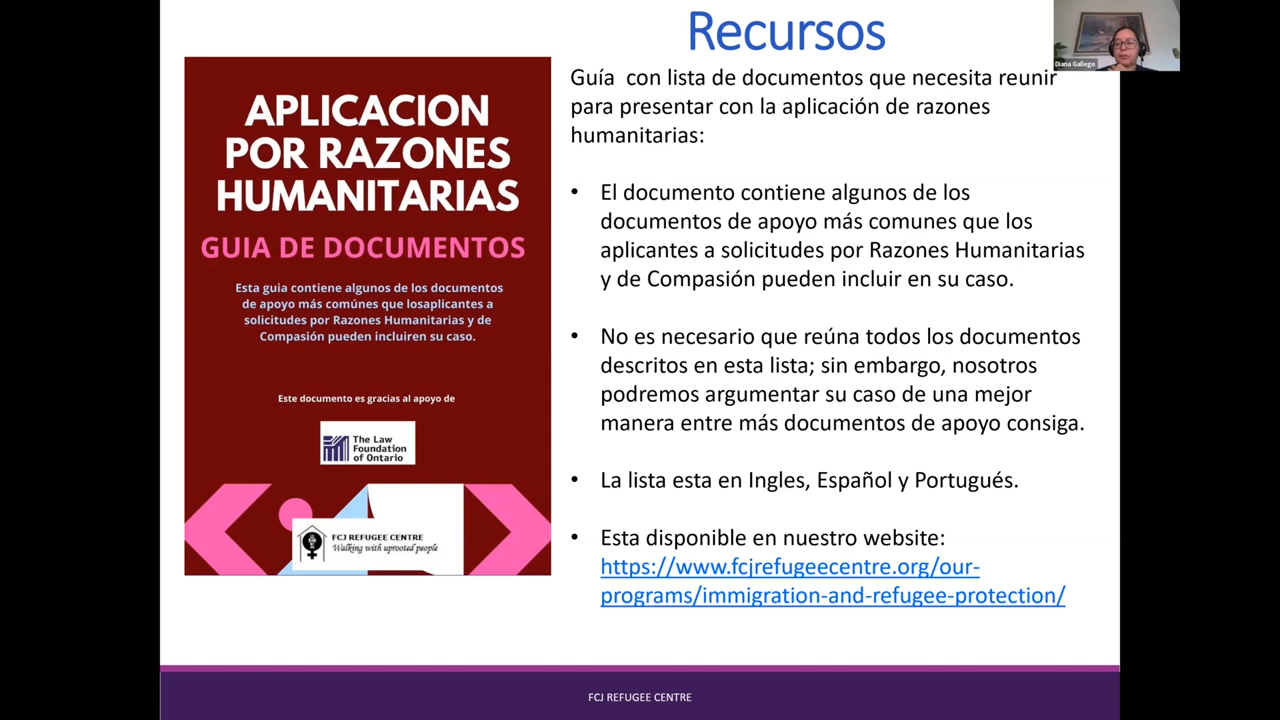 Recursos
Diana Gallego
APLICACION
POR RAZONES
HUMANITARIAS
GUIA DE DOCUMENTOS
Esta guia contiene algunos de los documentos
de apoyo más comúnes que losaplicantes a
solicitudes por Razones Humanitarias y de
Compasión pueden incluiren su caso.
Este documento es gracias al apoyo de
The Law
Foundation
of Ontario
FCJ REFUGEE CENTRE
Walking with uprooted people
Guía con lista de documentos que necesita reunir
para presentar con la aplicación de razones
humanitarias:
• El documento contiene algunos de los
documentos de apoyo más comunes que los
aplicantes a solicitudes por Razones Humanitarias
y de Compasión pueden incluir en su caso.
• No es necesario que reúna todos los documentos
descritos en esta lista; sin embargo, nosotros
podremos argumentar su caso de una mejor
manera entre más documentos de apoyo consiga.
• La lista esta en Ingles, Español y Portugués.
• Esta disponible en nuestro website:
https://www.fcjrefugeecentre.org/our-
programs/immigration-and-refugee-protection/
FCJ REFUGEE CENTRE